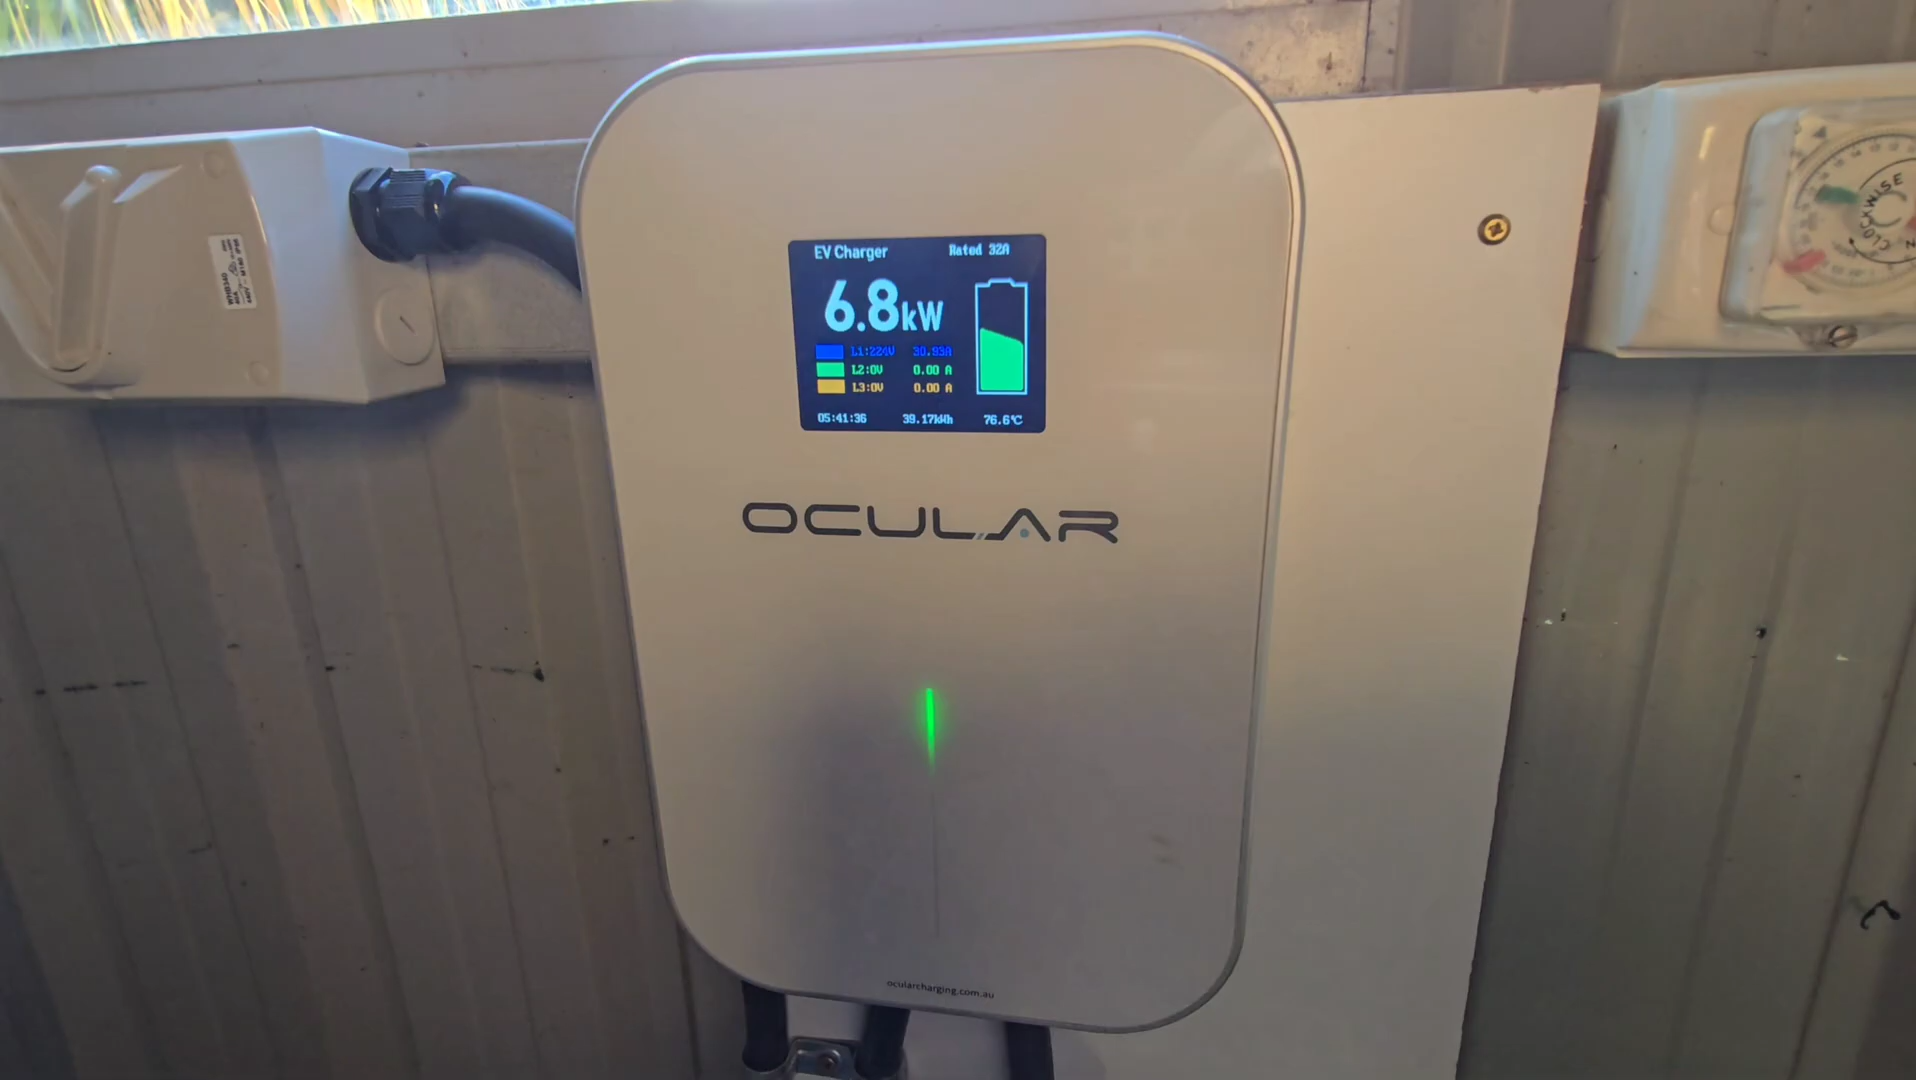 EV Charger Rated 32A
6.8kW
L1:224V 30.93A
L2:0V 0.00 A
L3:0V 0.00 A
05:41:36 39.17kWh 76.6℃
OCULAR
ocularcharging.com.au
WHB340
CLOCKWISE